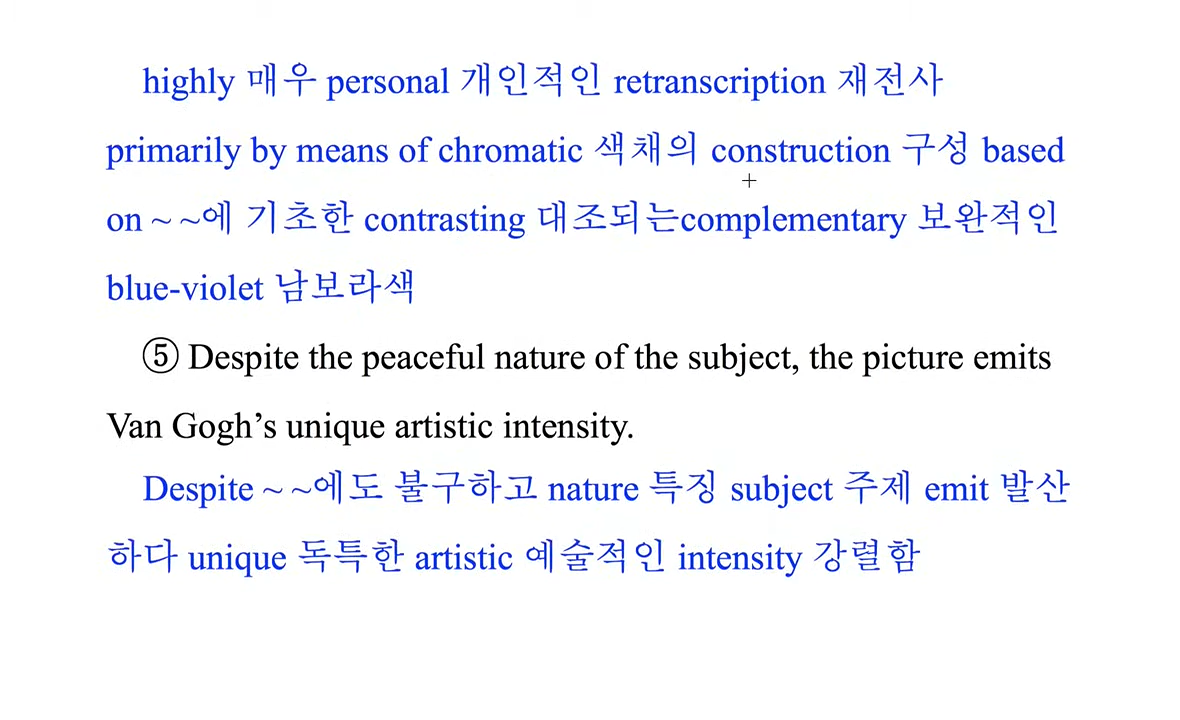 highly 매우 personal 개인적인 retranscription 재전사
primarily by means of chromatic 색채의 construction 구성 based
on ~ ~에 기초한 contrasting 대조되는complementary 보완적인
blue-violet 남보라색
⑤ Despite the peaceful nature of the subject, the picture emits
Van Gogh’s unique artistic intensity.
Despite ~ ~에도 불구하고 nature 특징 subject 주제 emit 발산
하다 unique 독특한 artistic 예술적인 intensity 강렬함